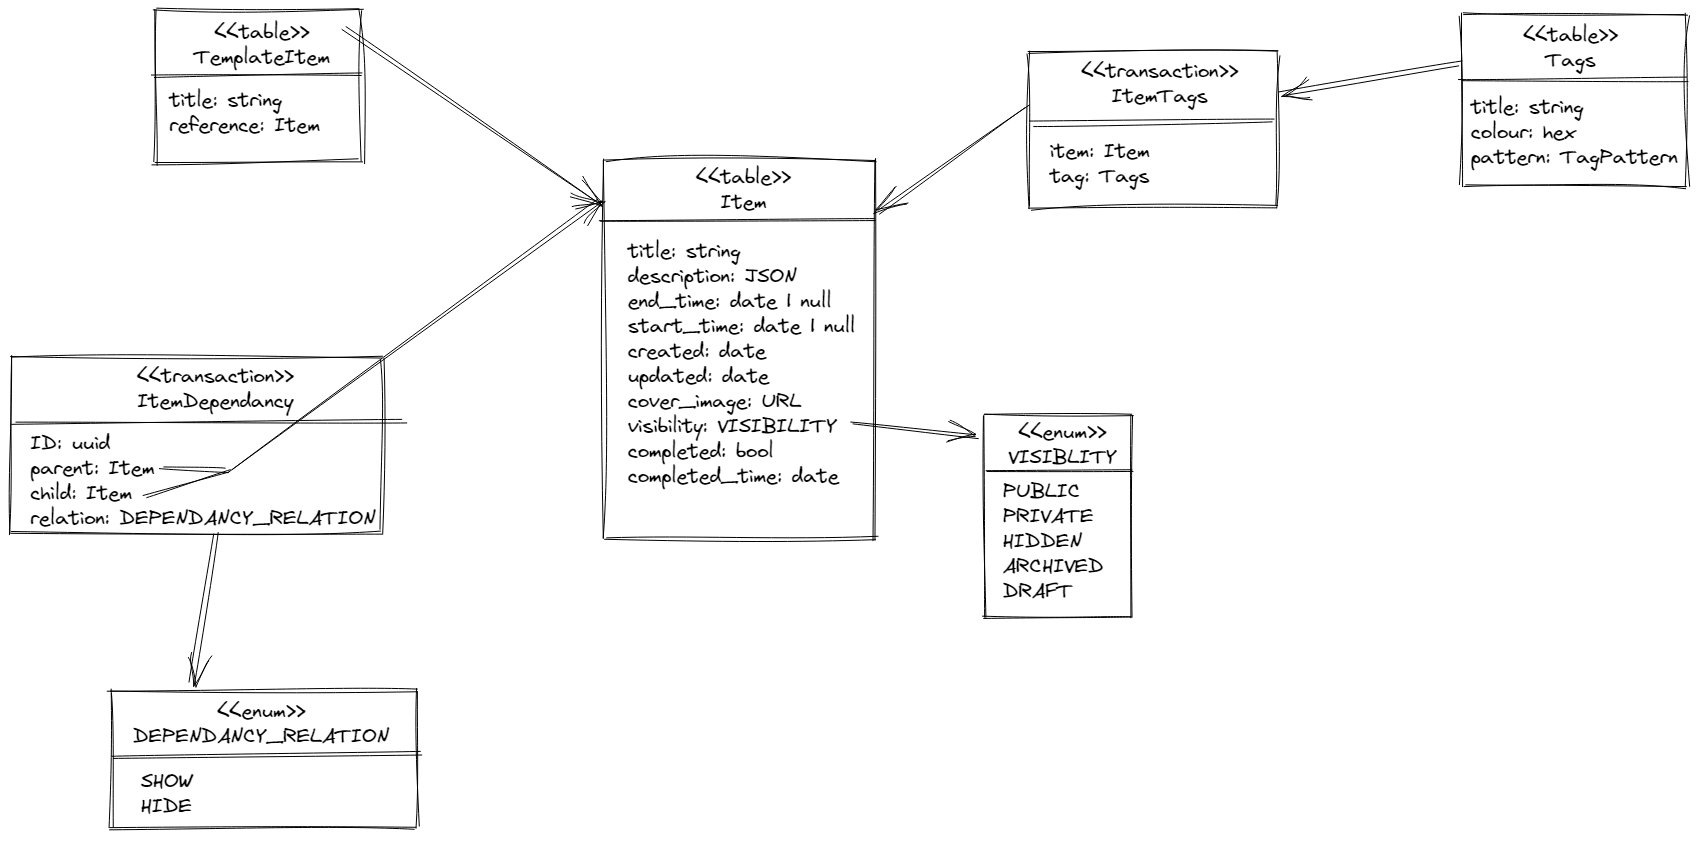 <<table>>
TemplateItem
title: string
reference: Item
<<table>>
Item
title: string
description: JSON
end_time: date | null
start_time: date | null
created: date
updated: date
cover_image: URL
visibility: VISIBILITY
completed: bool
completed_time: date
<<transaction>>
ItemTags
item: Item
tag: Tags
<<table>>
Tags
title: string
colour: hex
pattern: TagPattern
<<transaction>>
ItemDependancy
ID: uuid
parent: Item
child: Item
relation: DEPENDANCY_RELATION
<<enum>>
VISIBLITY
PUBLIC
PRIVATE
HIDDEN
ARCHIVED
DRAFT
<<enum>>
DEPENDANCY_RELATION
SHOW
HIDE